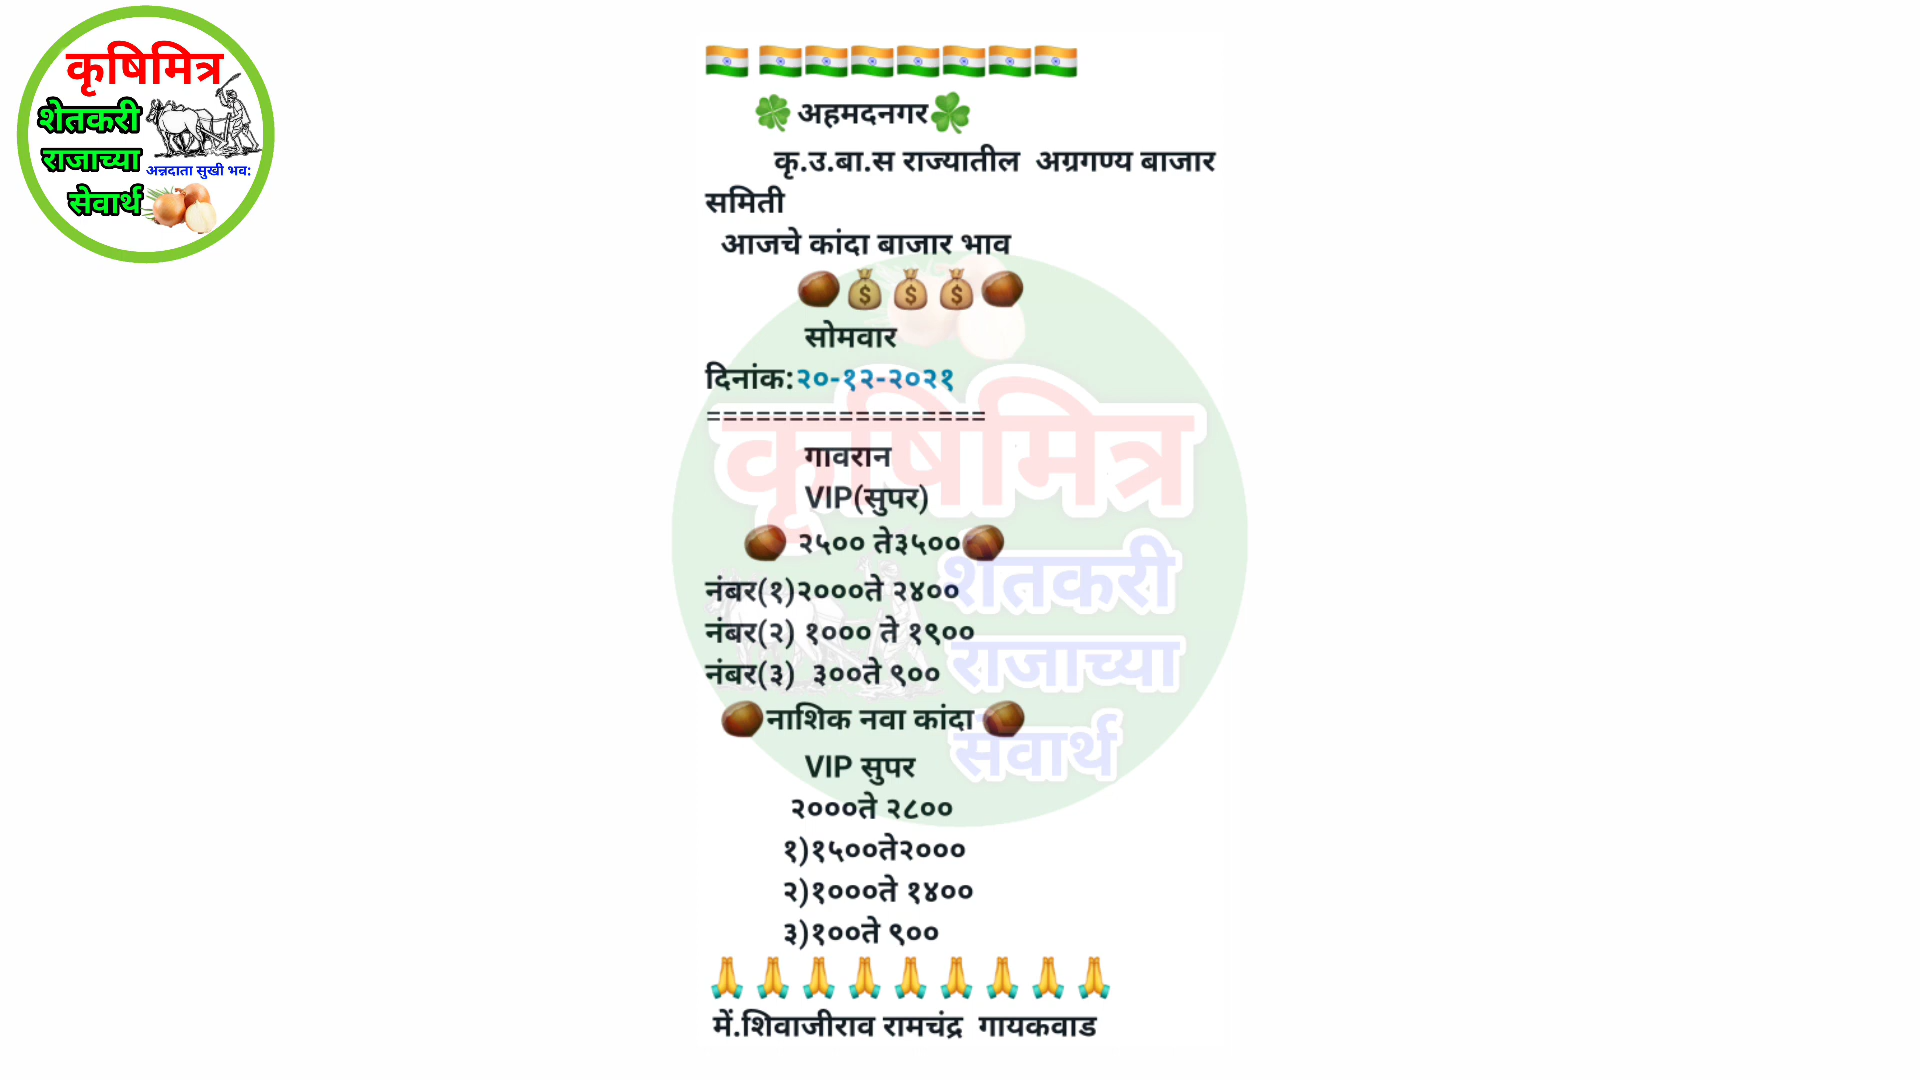 कृषिमित्र
शेतकरी
राजाच्या
सेवार्थ
अन्नदाता सुखी भव:
🇮🇳 🇮🇳🇮🇳🇮🇳🇮🇳🇮🇳🇮🇳🇮🇳
🍀अहमदनगर☘️
कृ.उ.बा.स राज्यातील अग्रगण्य बाजार
समिती
आजचे कांदा बाजार भाव
🌰💰💰💰🌰
सोमवार
दिनांक:२०-१२-२०२१
=================
गावरान
VIP(सुपर)
🌰 २५०० ते३५००🌰
नंबर(१)२०००ते २४००
नंबर(२) १००० ते १९००
नंबर(३) ३००ते ९००
🌰नाशिक नवा कांदा 🌰
VIP सुपर
२०००ते २८००
१)१५००ते२०००
२)१०००ते १४००
३)१००ते ९००
🙏🙏🙏🙏🙏🙏🙏🙏🙏
में.शिवाजीराव रामचंद्र गायकवाड
कृषिमित्र
शेतकरी
राजाच्या
सेवार्थ